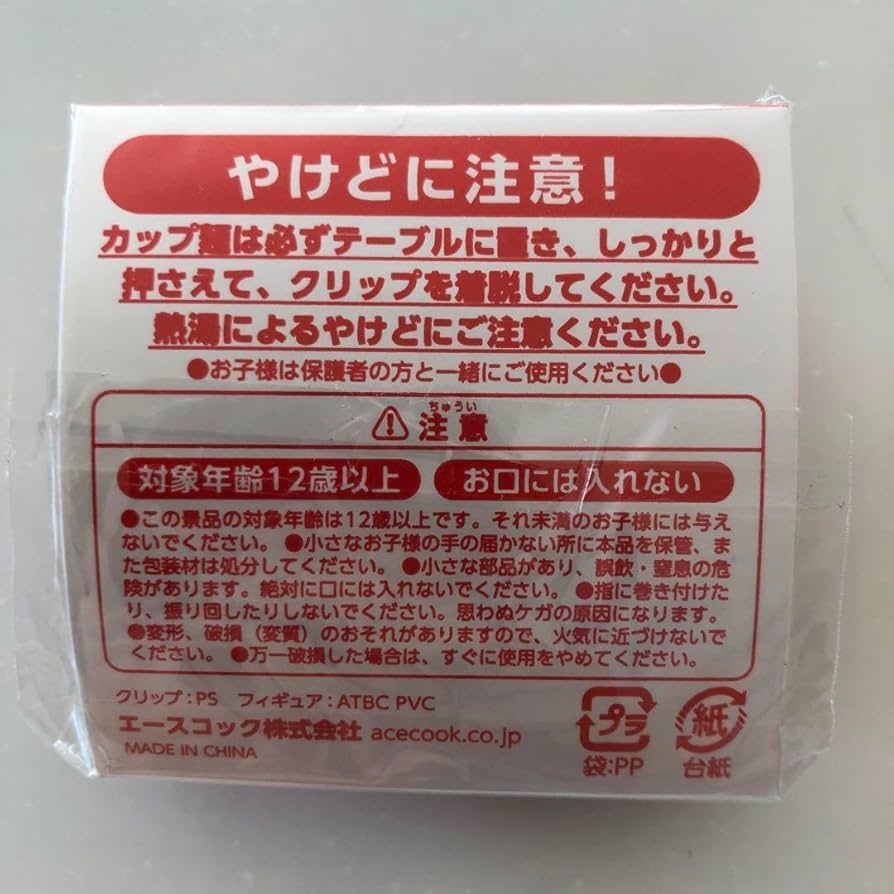 やけどに注意！
カップ麺は必ずテーブルに置き、しっかりと
押さえて、クリップを着脱してください。
熱湯によるやけどにご注意ください。
●お子様は保護者の方と一緒にご使用ください●
ちゅうい
注意
対象年齢12歳以上
お口には入れない
●この景品の対象年齢は12歳以上です。それ未満のお子様には与え
ないでください。 ●小さなお子様の手の届かない所に本品を保管、ま
た包装材は処分してください。 ●小さな部品があり、誤飲・窒息の危
険があります。絶対に口には入れないでください。 ●指に巻き付けた
り、振り回したりしないでください。思わぬケガの原因になります。
●変形、破損（変質）のおそれがありますので、火気に近づけないで
ください。 ●万一破損した場合は、すぐに使用をやめてください。
クリップ：PS フィギュア：ATBC PVC
エースコック株式会社 acecook.co.jp
MADE IN CHINA
プラ
袋:PP
紙
台紙